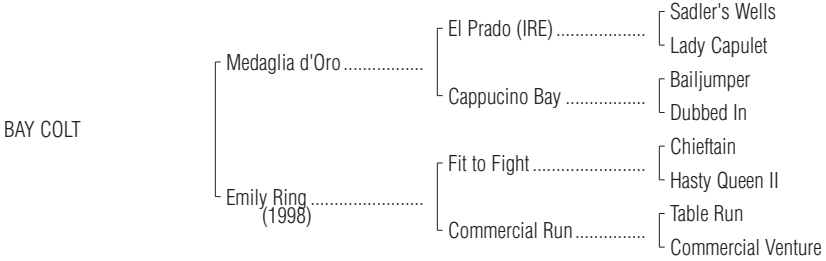 Sadler's Wells
El Prado (IRE) ...................
Lady Capulet
Medaglia d'Oro .................
Bailjumper
Cappucino Bay .................
Dubbed In
BAY COLT
Chieftain
Fit to Fight ........................
Hasty Queen II
Emily Ring ........................
(1998)
Table Run
Commercial Run...............
Commercial Venture